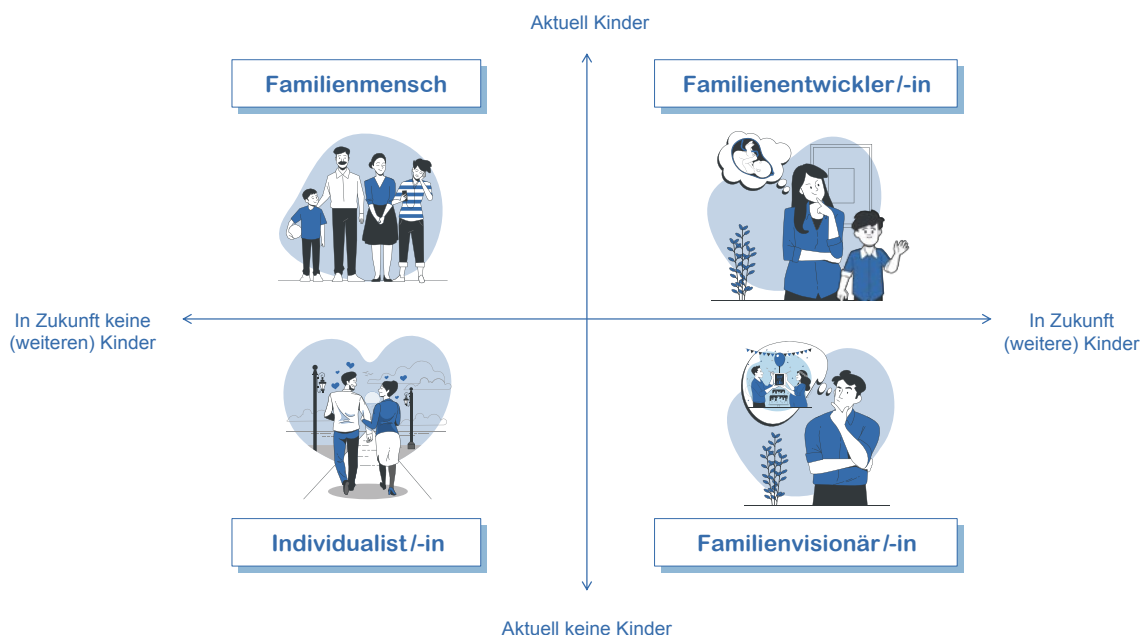 Aktuell Kinder
Familienmensch
Familienentwickler/-in
In Zukunft keine
(weiteren) Kinder
In Zukunft
(weitere) Kinder
Individualist/-in
Familienvisionär/-in
Aktuell keine Kinder